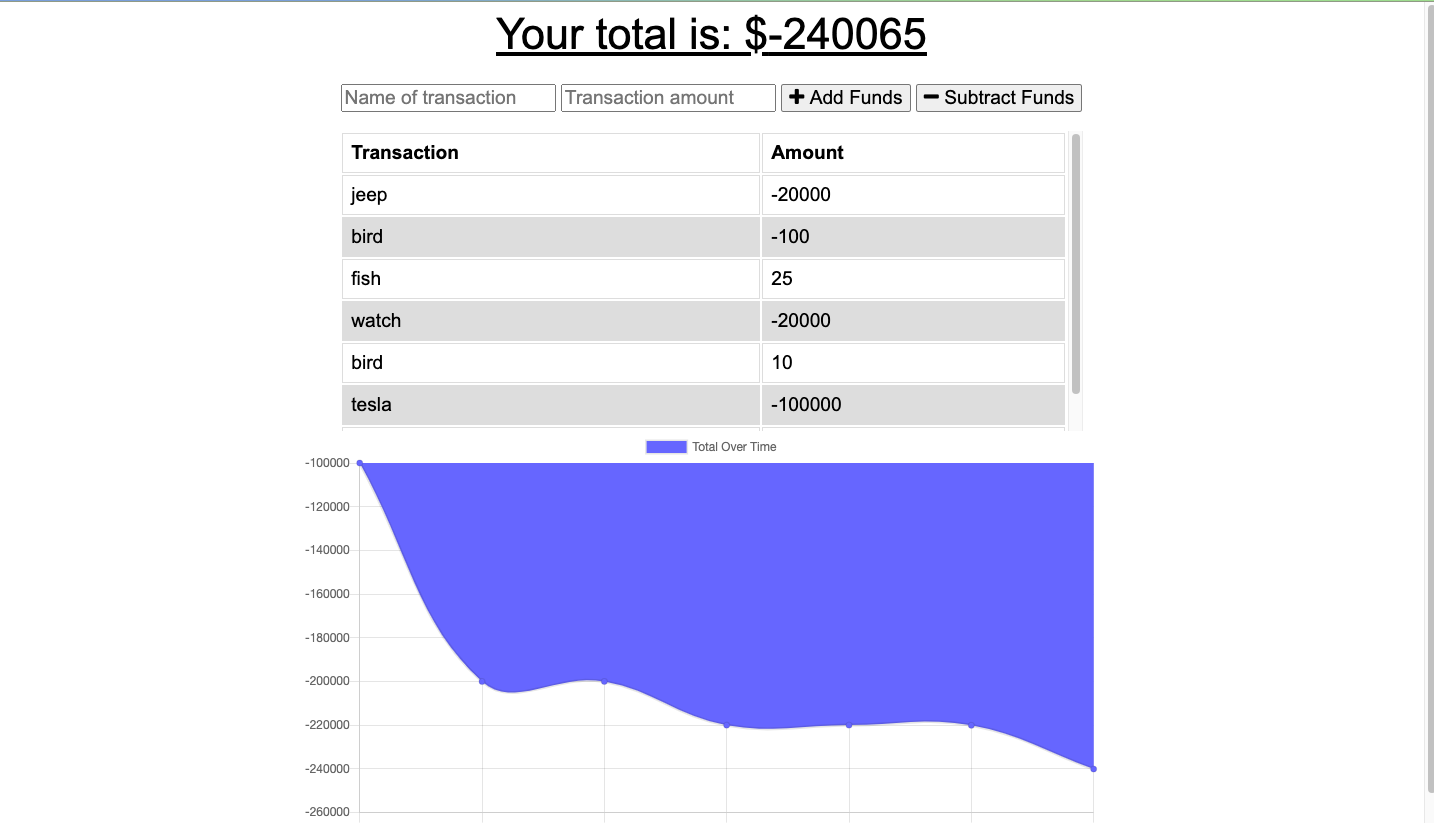 Your total is: $-240065
Name of transaction Transaction amount Add Funds Subtract Funds
Transaction Amount
jeep -20000
bird -100
fish 25
watch -20000
bird 10
tesla -100000
Total Over Time
-100000
-120000
-140000
-160000
-180000
-200000
-220000
-240000
-260000